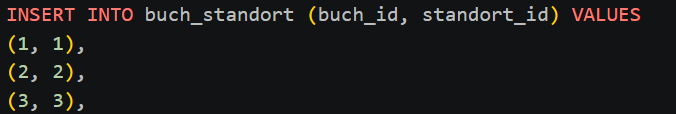 INSERT INTO buch_standort (buch_id, standort_id) VALUES
(1, 1),
(2, 2),
(3, 3),